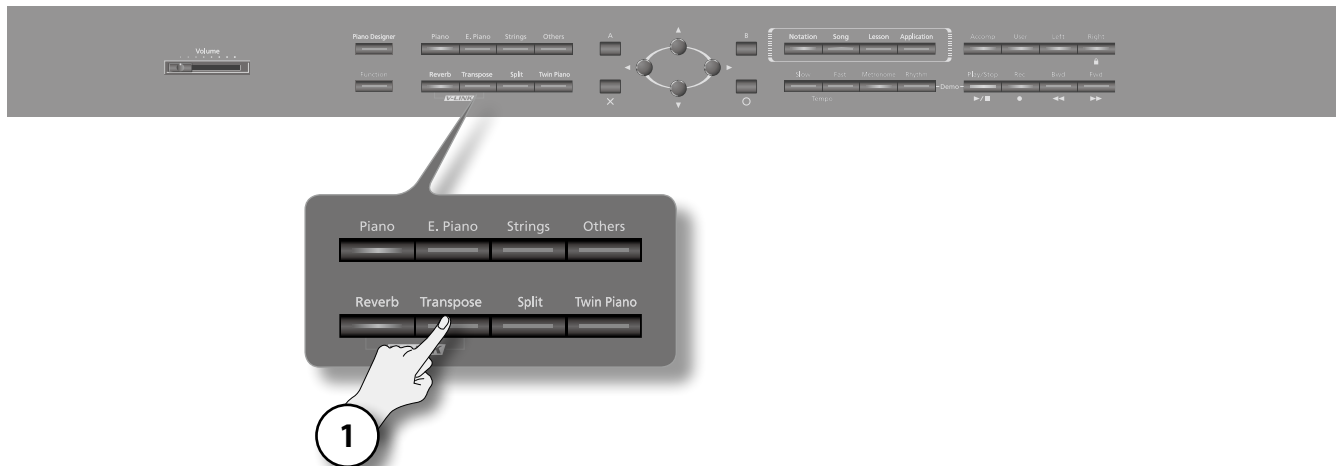 Volume
Piano Designer Piano E. Piano Strings Others A B Notation Song Lesson Application Accomp User Left Right
Function Reverb Transpose Split Twin Piano Slow Fast Metronome Rhythm Demo Play/Stop Rec Bwd Fwd
V-LINK
Tempo
Piano E. Piano Strings Others
Reverb Transpose Split Twin Piano
1